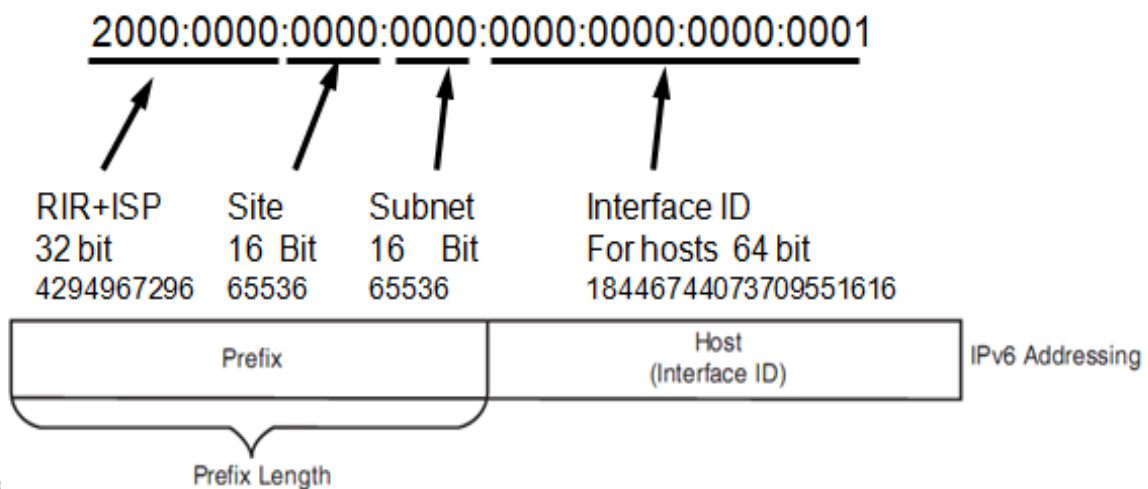 2000:0000:0000:0000:0000:0000:0000:0001
RIR+ISP Site Subnet Interface ID
32 bit 16 Bit 16 Bit For hosts 64 bit
4294967296 65536 65536 18446744073709551616
Prefix Host (Interface ID) IPv6 Addressing
Prefix Length